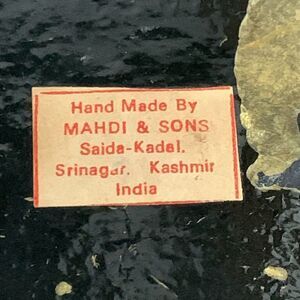 Hand Made By
MAHDI & SONS
Saida-Kadal,
Srinagar, Kashmir
India